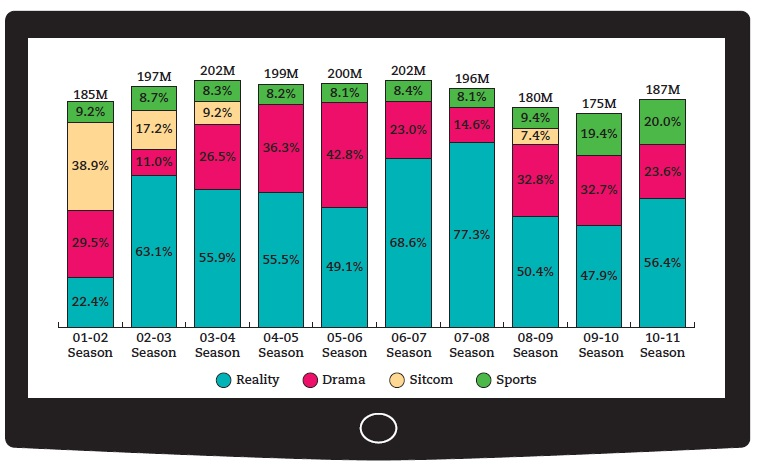 185M
9.2%
38.9%
29.5%
22.4%
197M
8.7%
17.2%
11.0%
63.1%
202M
8.3%
9.2%
26.5%
55.9%
199M
8.2%
36.3%
55.5%
200M
8.1%
42.8%
49.1%
202M
8.4%
23.0%
68.6%
196M
8.1%
14.6%
77.3%
180M
9.4%
7.4%
32.8%
50.4%
175M
19.4%
32.7%
47.9%
187M
20.0%
23.6%
56.4%
01-02 02-03 03-04 04-05 05-06 06-07 07-08 08-09 09-10 10-11
Season Season Season Season Season Season Season Season Season Season
Reality Drama Sitcom Sports